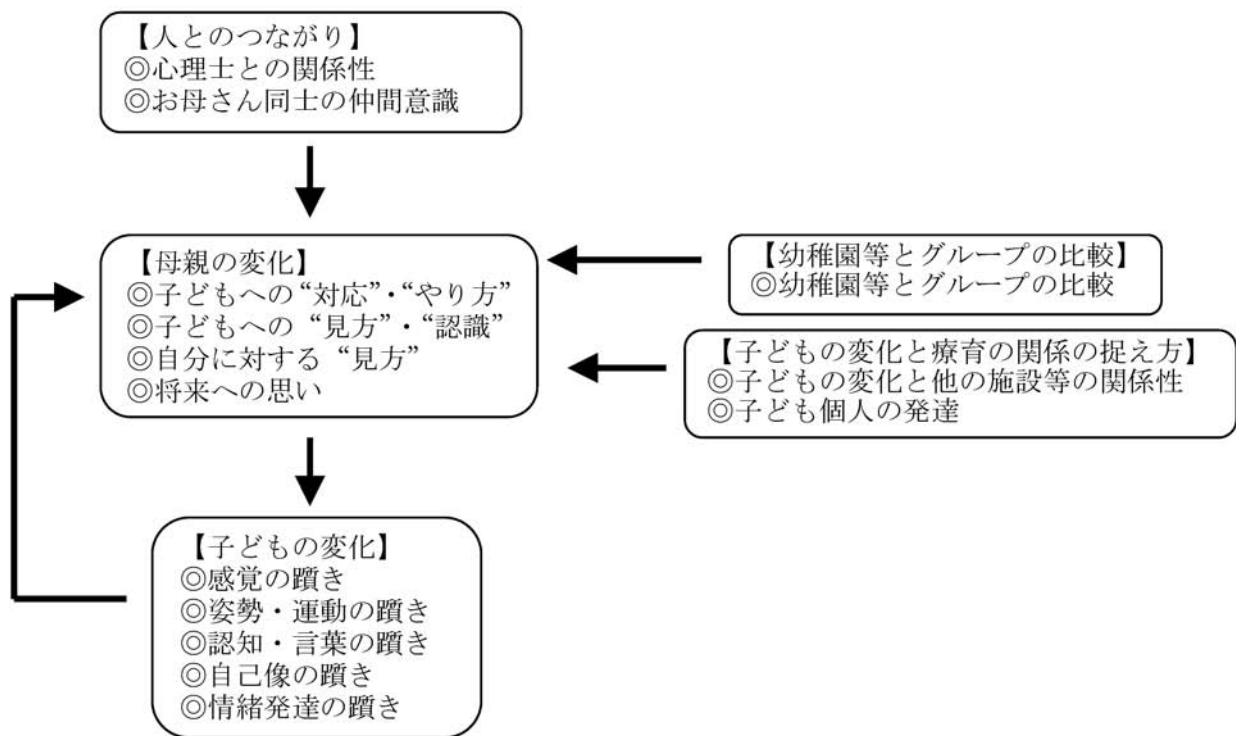 【人とのつながり】
◎心理士との関係性
◎お母さん同士の仲間意識
【母親の変化】
◎子どもへの“対応”・“やり方”
◎子どもへの “見方”・“認識”
◎自分に対する “見方”
◎将来への思い
【幼稚園等とグループの比較】
◎幼稚園等とグループの比較
【子どもの変化と療育の関係の捉え方】
◎子どもの変化と他の施設等の関係性
◎子ども個人の発達
【子どもの変化】
◎感覚の躓き
◎姿勢・運動の躓き
◎認知・言葉の躓き
◎自己像の躓き
◎情緒発達の躓き